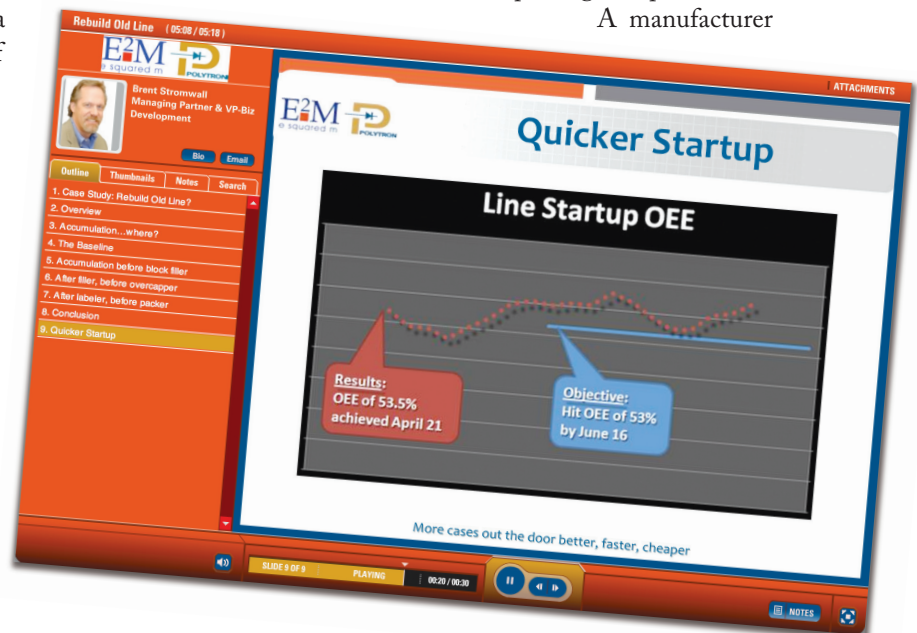 a
f
A manufacturer
Rebuild Old Line ( 05:08 / 05:18 )
ATTACHMENTS
E²M
e squared m
POLYTRON
Brent Stromwall
Managing Partner & VP-Biz
Development
Bio
Email
Outline
Thumbnails
Notes
Search
1. Case Study: Rebuild Old Line?
2. Overview
3. Accumulation...where?
4. The Baseline
5. Accumulation before block filler
6. After filler, before overcapper
7. After labeler, before packer
8. Conclusion
9. Quicker Startup
E²M
e squared m
POLYTRON
Quicker Startup
Line Startup OEE
Results:
OEE of 53.5%
achieved April 21
Objective:
Hit OEE of 53%
by June 16
More cases out the door better, faster, cheaper
SLIDE 9 OF 9
PLAYING
00:20 / 00:30
NOTES